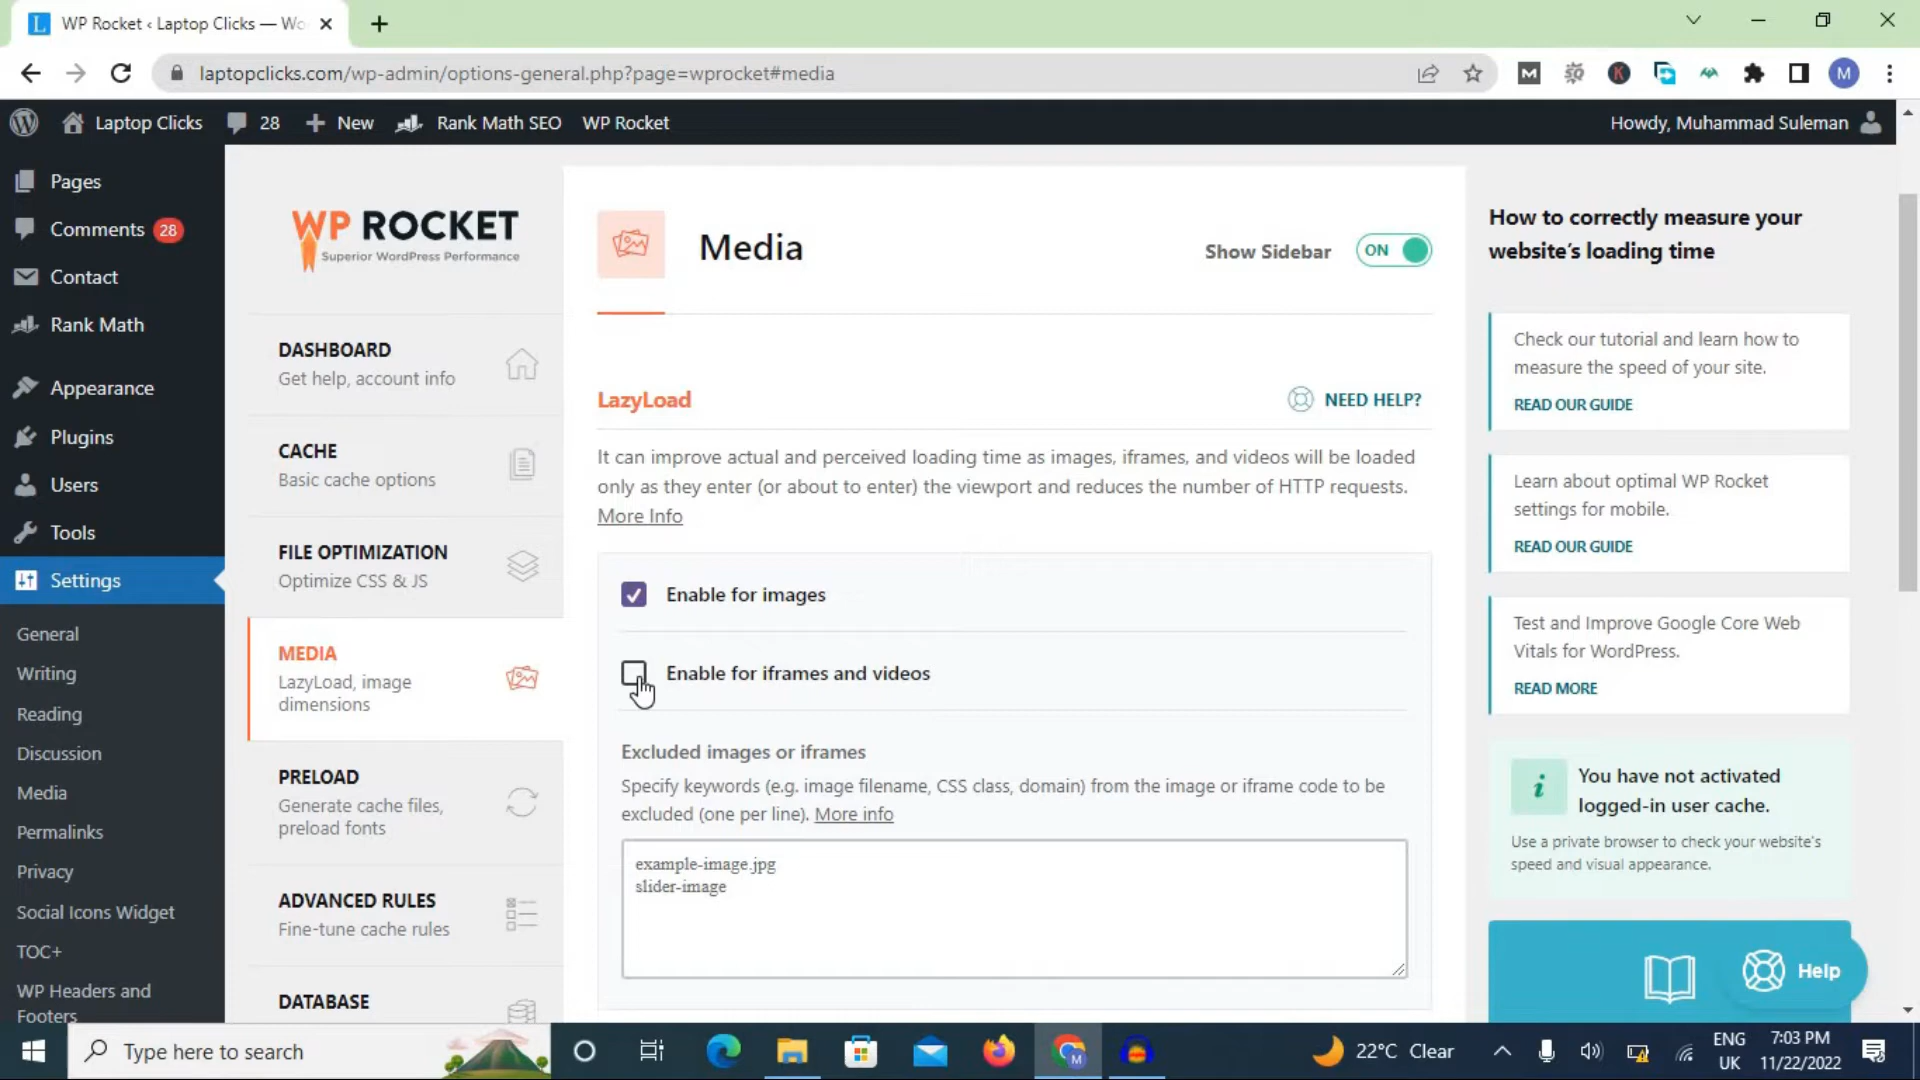 WP Rocket ‹ Laptop Clicks — Wo
laptopclicks.com/wp-admin/options-general.php?page=wprocket#media
Laptop Clicks
28
New
Rank Math SEO
WP Rocket
Howdy, Muhammad Suleman
Pages
Comments 28
Contact
Rank Math
Appearance
Plugins
Users
Tools
Settings
General
Writing
Reading
Discussion
Media
Permalinks
Privacy
Social Icons Widget
TOC+
WP Headers and
Footers
WP ROCKET
Superior WordPress Performance
DASHBOARD
Get help, account info
CACHE
Basic cache options
FILE OPTIMIZATION
Optimize CSS & JS
MEDIA
LazyLoad, image
dimensions
PRELOAD
Generate cache files,
preload fonts
ADVANCED RULES
Fine-tune cache rules
DATABASE
Media
Show Sidebar
ON
LazyLoad
NEED HELP?
It can improve actual and perceived loading time as images, iframes, and videos will be loaded
only as they enter (or about to enter) the viewport and reduces the number of HTTP requests.
More Info
Enable for images
Enable for iframes and videos
Excluded images or iframes
Specify keywords (e.g. image filename, CSS class, domain) from the image or iframe code to be
excluded (one per line). More info
example-image.jpg
slider-image
How to correctly measure your
website's loading time
Check our tutorial and learn how to
measure the speed of your site.
READ OUR GUIDE
Learn about optimal WP Rocket
settings for mobile.
READ OUR GUIDE
Test and Improve Google Core Web
Vitals for WordPress.
READ MORE
You have not activated
logged-in user cache.
Use a private browser to check your website's
speed and visual appearance.
Help
Type here to search
22°C Clear
ENG
UK
7:03 PM
11/22/2022